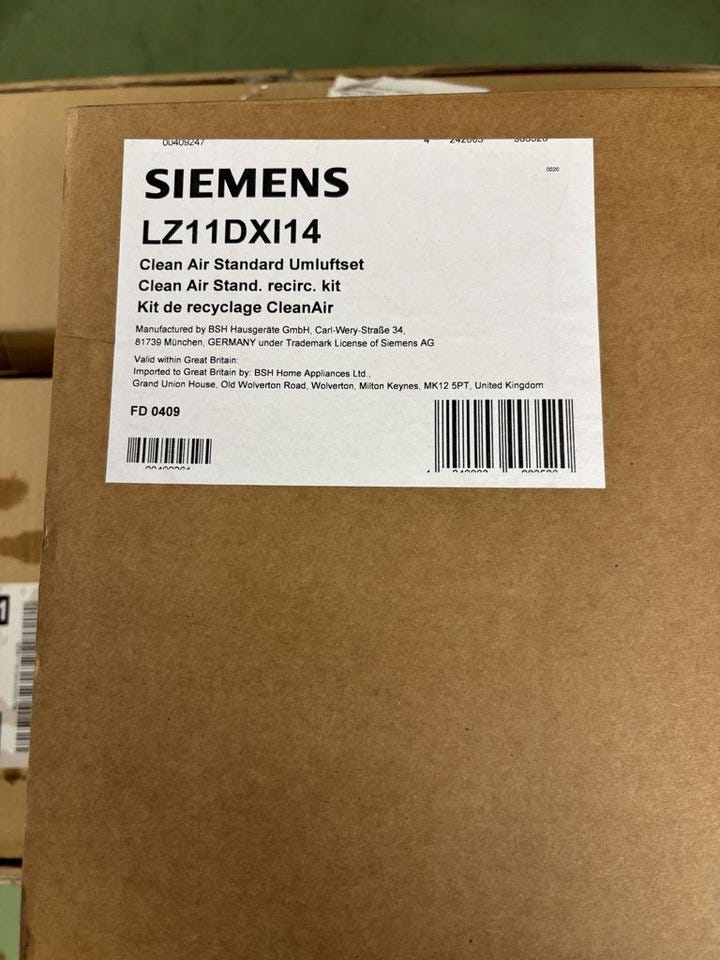 00409247
SIEMENS
0020
LZ11DXI14
Clean Air Standard Umluftset
Clean Air Stand. recirc. kit
Kit de recyclage CleanAir
Manufactured by BSH Hausgeräte GmbH, Carl-Wery-Straße 34,
81739 München, GERMANY under Trademark License of Siemens AG
Valid within Great Britain:
Imported to Great Britain by: BSH Home Appliances Ltd.,
Grand Union House, Old Wolverton Road, Wolverton, Milton Keynes, MK12 5PT, United Kingdom
FD 0409